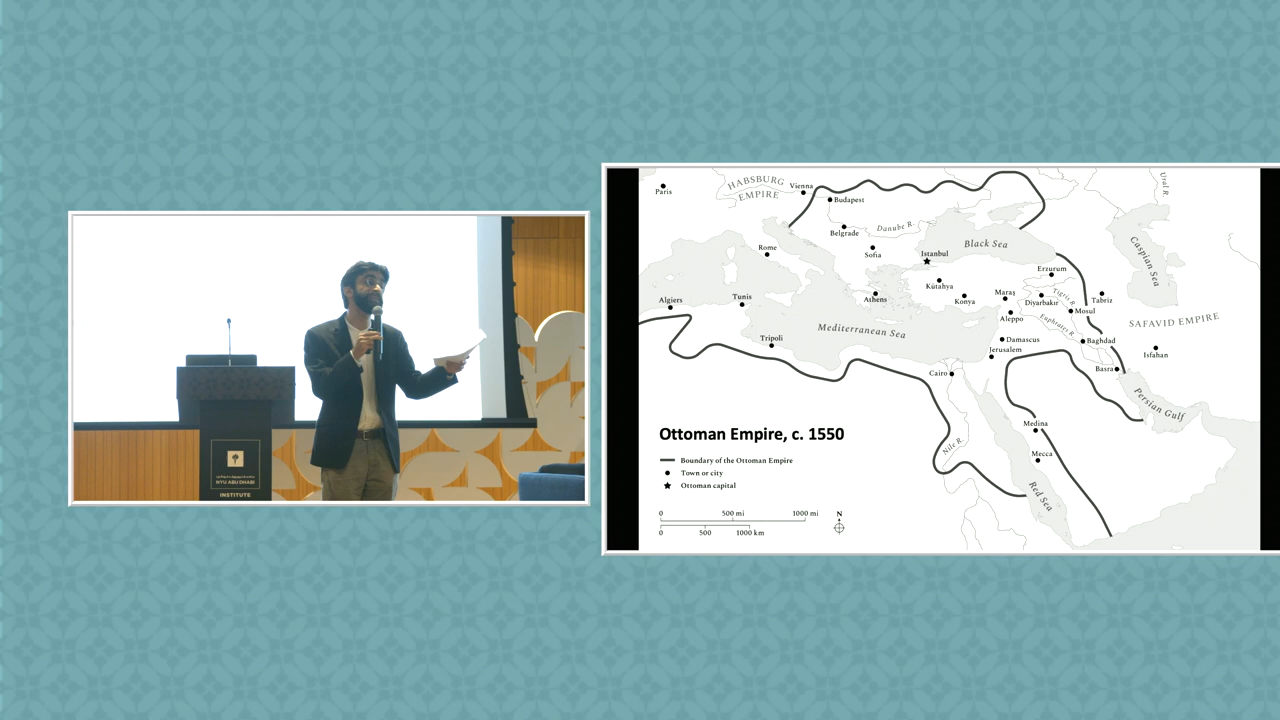 NYU ABU DHABI
INSTITUTE
HABSBURG
EMPIRE
Paris
Vienna
Budapest
Ural R.
Belgrade
Danube R.
Black Sea
Caspian Sea
Rome
Sofia
Istanbul
Erzurum
Kütahya
Algiers
Tunis
Athens
Konya
Maraş
Diyarbakır
Tigris R.
Tabriz
Mosul
Aleppo
Euphrates R.
SAFAVID EMPIRE
Mediterranean Sea
Tripoli
Damascus
Baghdad
Jerusalem
Isfahan
Cairo
Basra
Persian Gulf
Medina
Nile R.
Mecca
Red Sea
Ottoman Empire, c. 1550
Boundary of the Ottoman Empire
Town or city
Ottoman capital
0 500 mi 1000 mi
0 500 1000 km
N